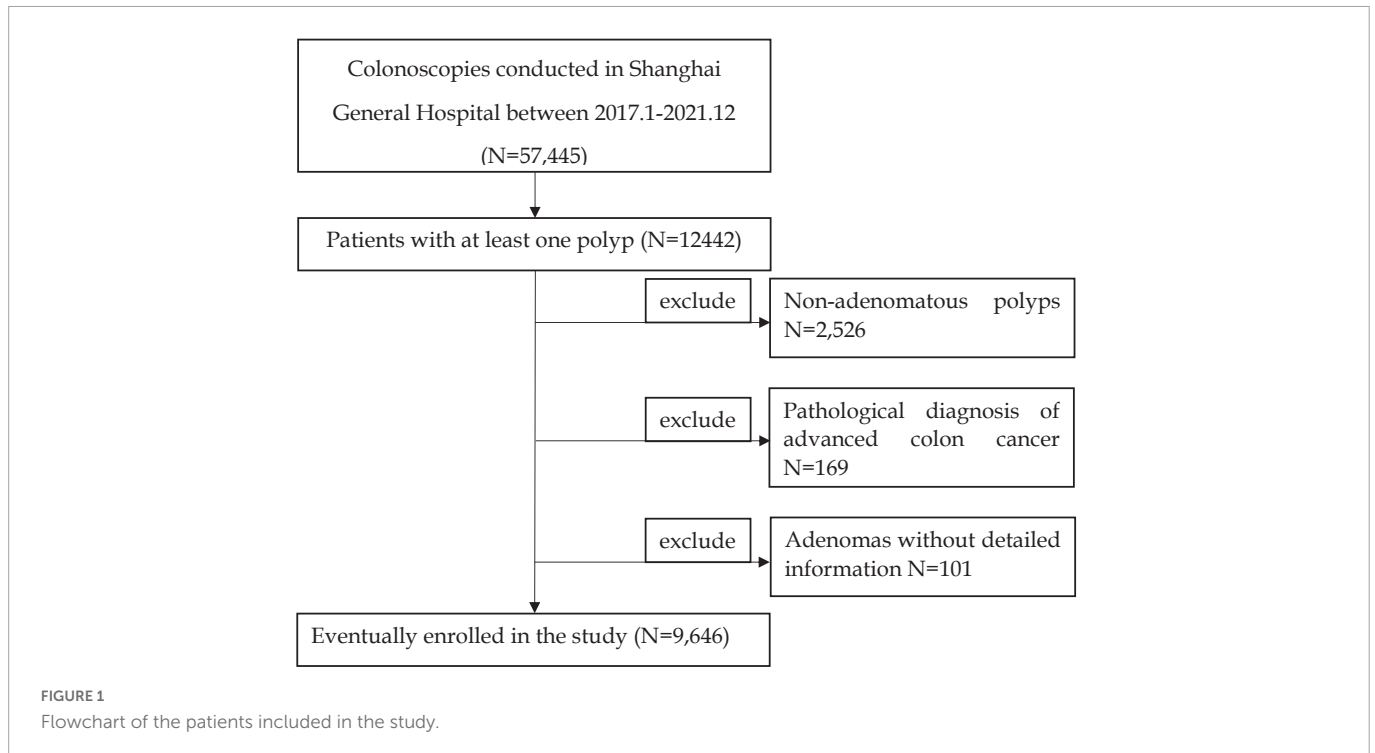 Colonoscopies conducted in Shanghai
General Hospital between 2017.1-2021.12
(N=57,445)
Patients with at least one polyp (N=12442)
exclude
Non-adenomatous polyps
N=2,526
exclude
Pathological diagnosis of
advanced colon cancer
N=169
exclude
Adenomas without detailed
information N=101
Eventually enrolled in the study (N=9,646)
FIGURE 1
Flowchart of the patients included in the study.